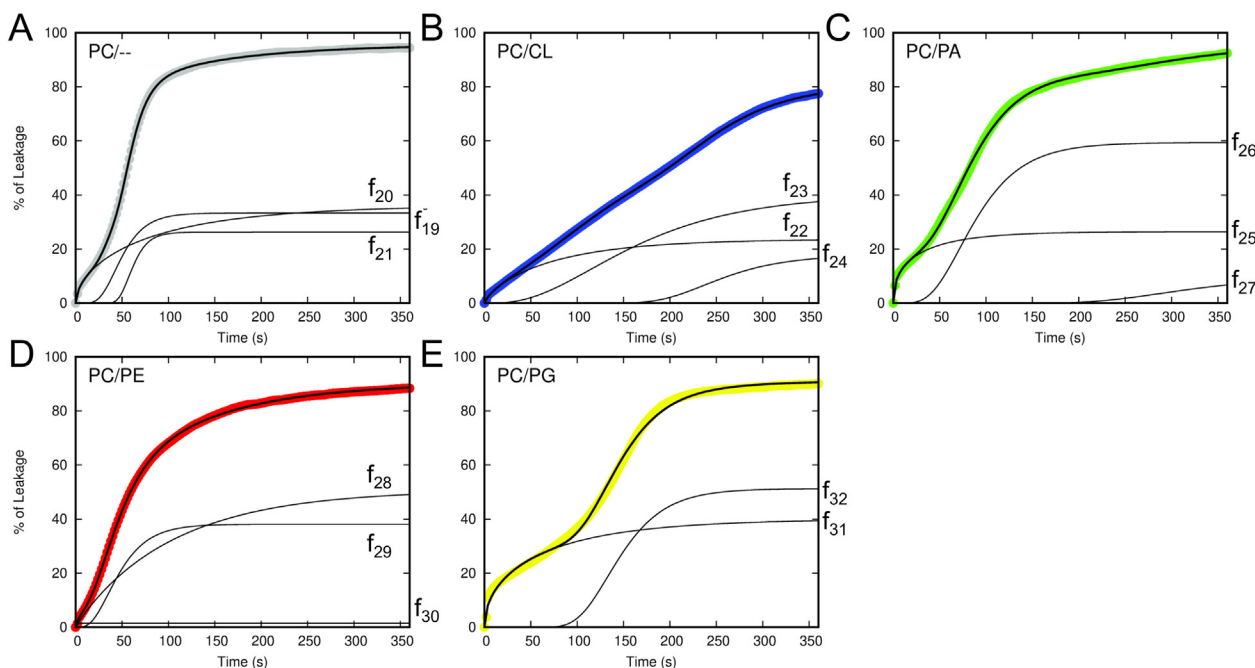 A
B
C
PC/--
PC/CL
PC/PA
% of Leakage
100
80
60
40
20
0
0 50 100 150 200 250 300 350
Time (s)
f20
f19
f21
100
80
60
40
20
0
0 50 100 150 200 250 300 350
Time (s)
f23
f22
f24
100
80
60
40
20
0
0 50 100 150 200 250 300 350
Time (s)
f26
f25
f27
D
E
PC/PE
PC/PG
% of Leakage
100
80
60
40
20
0
0 50 100 150 200 250 300 350
Time (s)
f28
f29
f30
100
80
60
40
20
0
0 50 100 150 200 250 300 350
Time (s)
f32
f31